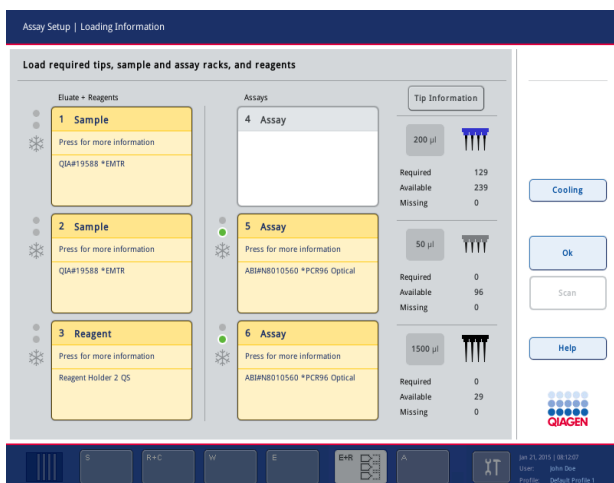 Assay Setup | Loading Information
Load required tips, sample and assay racks, and reagents
Eluate + Reagents
1 Sample
Press for more information
QIA#19588 *EMTR
2 Sample
Press for more information
QIA#19588 *EMTR
3 Reagent
Press for more information
Reagent Holder 2 QS
Assays
4 Assay
5 Assay
Press for more information
ABI#N8010560 *PCR96 Optical
6 Assay
Press for more information
ABI#N8010560 *PCR96 Optical
Tip Information
200 µl
Required 129
Available 239
Missing 0
50 µl
Required 0
Available 96
Missing 0
1500 µl
Required 0
Available 29
Missing 0
Cooling
Ok
Scan
Help
QIAGEN
S
R+C
W
E
E+R
A
Jan 21, 2015 | 08:12:07
User: John Doe
Profile: Default Profile 1